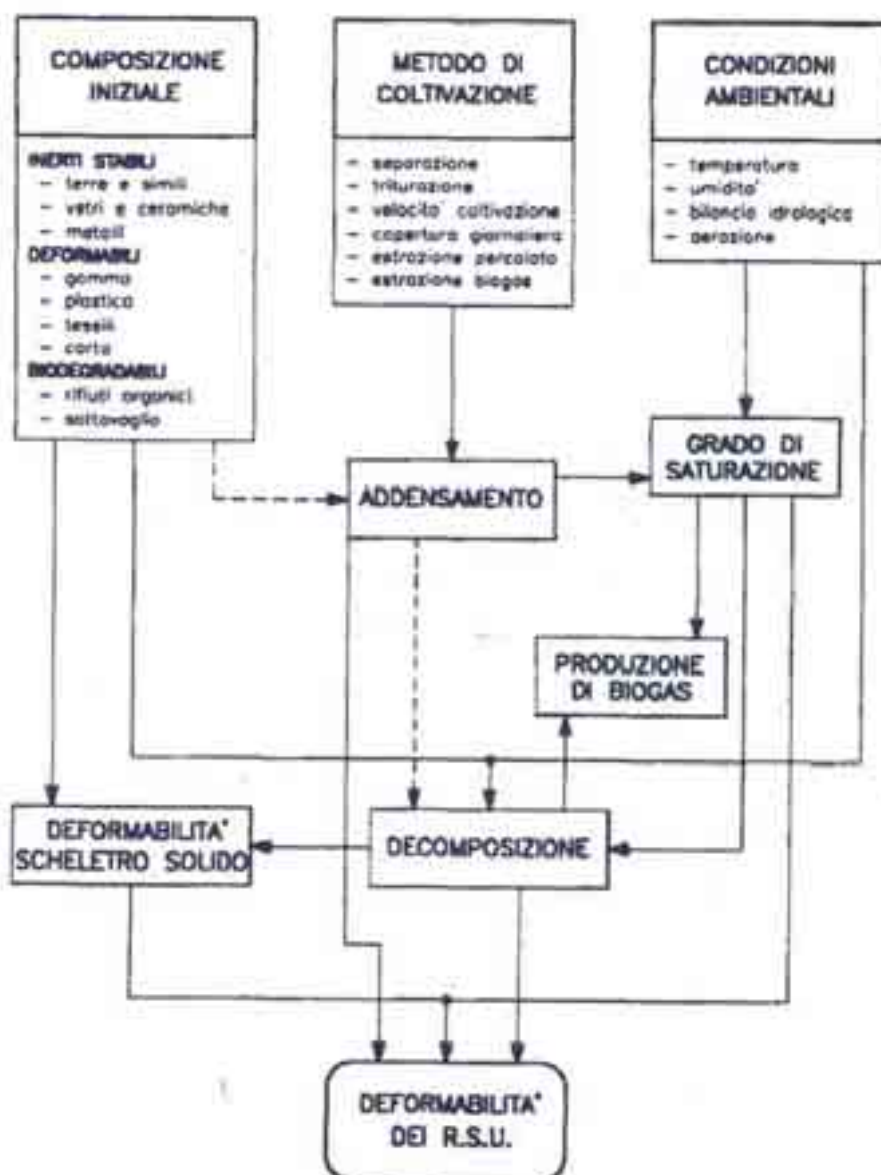 COMPOSIZIONE
INIZIALE
INERTI STABILI
- terre e simili
- vetri e ceramiche
- metalli
DEFORMABILI
- gomma
- plastica
- tessili
- carta
BIODEGRADABILI
- rifiuti organici
- sottovaglio
METODO DI
COLTIVAZIONE
- separazione
- triturazione
- velocita' coltivazione
- copertura giornaliera
- estrazione percolato
- estrazione biogas
CONDIZIONI
AMBIENTALI
- temperatura
- umidita'
- bilancio idrologico
- aerazione
ADDENSAMENTO
GRADO DI
SATURAZIONE
PRODUZIONE
DI BIOGAS
DEFORMABILITA'
SCHELETRO SOLIDO
DECOMPOSIZIONE
DEFORMABILITA'
DEI R.S.U.